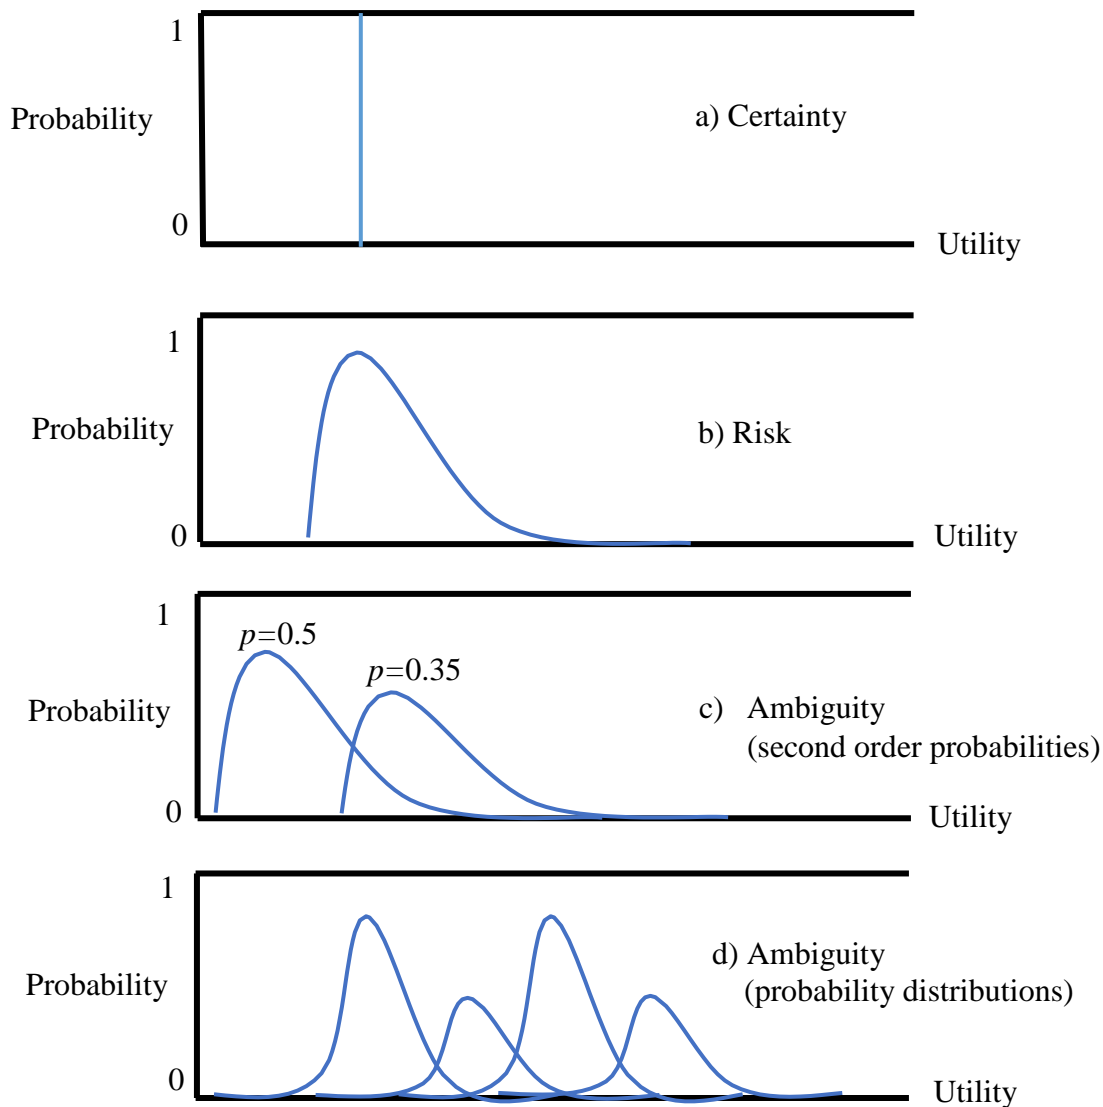 1
Probability
a) Certainty
0
Utility
1
Probability
b) Risk
0
Utility
1
p=0.5
p=0.35
Probability
c) Ambiguity
(second order probabilities)
0
Utility
1
d) Ambiguity
Probability
(probability distributions)
0
Utility